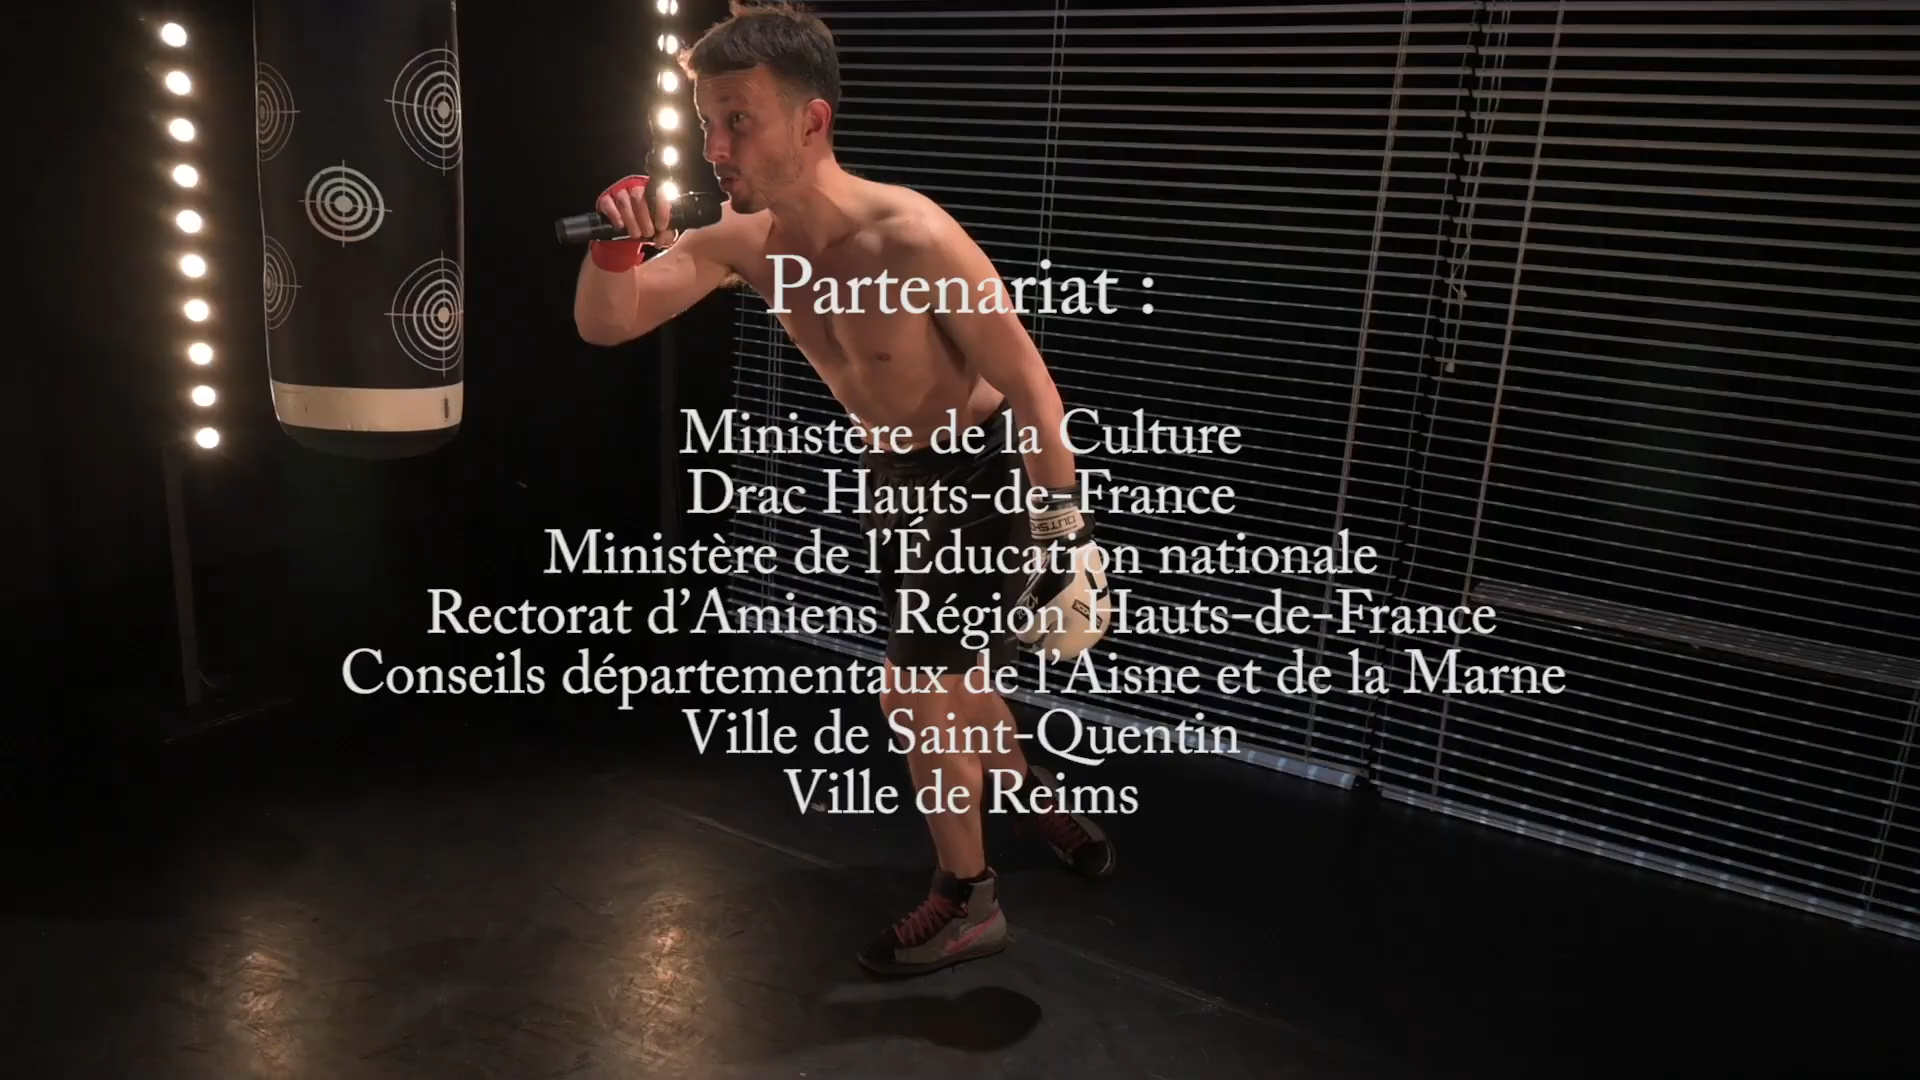 Partenariat :
Ministère de la Culture
Drac Hauts-de-France
Ministère de l’Éducation nationale
Rectorat d’Amiens Région Hauts-de-France
Conseils départementaux de l’Aisne et de la Marne
Ville de Saint-Quentin
Ville de Reims